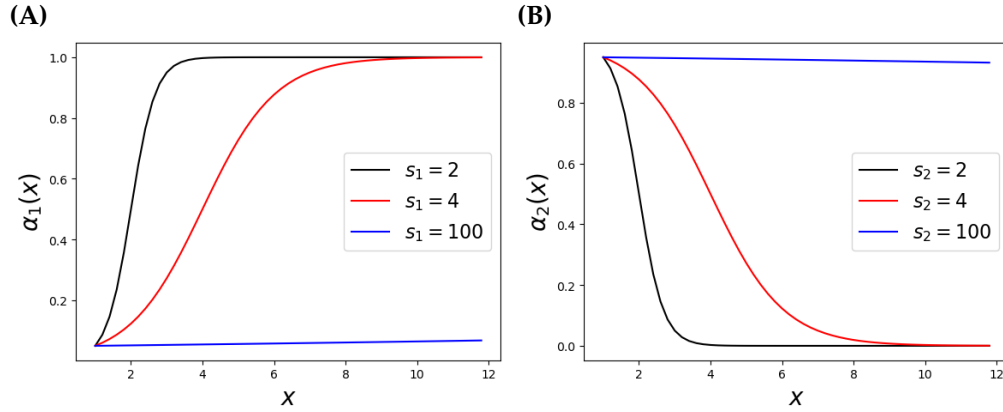 (A)
1.0
0.8
0.6
0.4
0.2
α₁(x)
s₁ = 2
s₁ = 4
s₁ = 100
2 4 6 8 10 12
x
(B)
0.8
0.6
0.4
0.2
0.0
α₂(x)
s₂ = 2
s₂ = 4
s₂ = 100
2 4 6 8 10 12
x